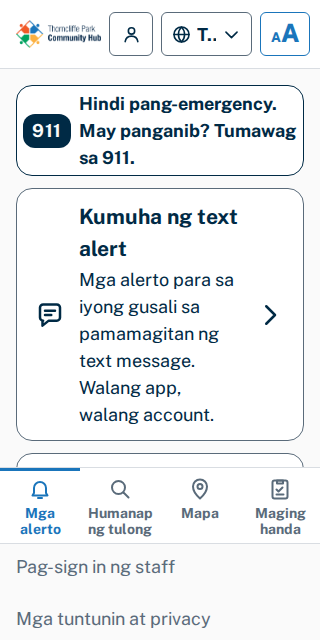 Thorncliffe Park
Community Hub
T..
AA
Hindi pang-emergency.
911
May panganib? Tumawag
sa 911.
Kumuha ng text
alert
Mga alerto para sa
iyong gusali sa
pamamagitan ng
text message.
Walang app,
walang account.
Mga
alerto
Humanap
ng tulong
Mapa
Maging
handa
Pag-sign in ng staff
Mga tuntunin at privacy